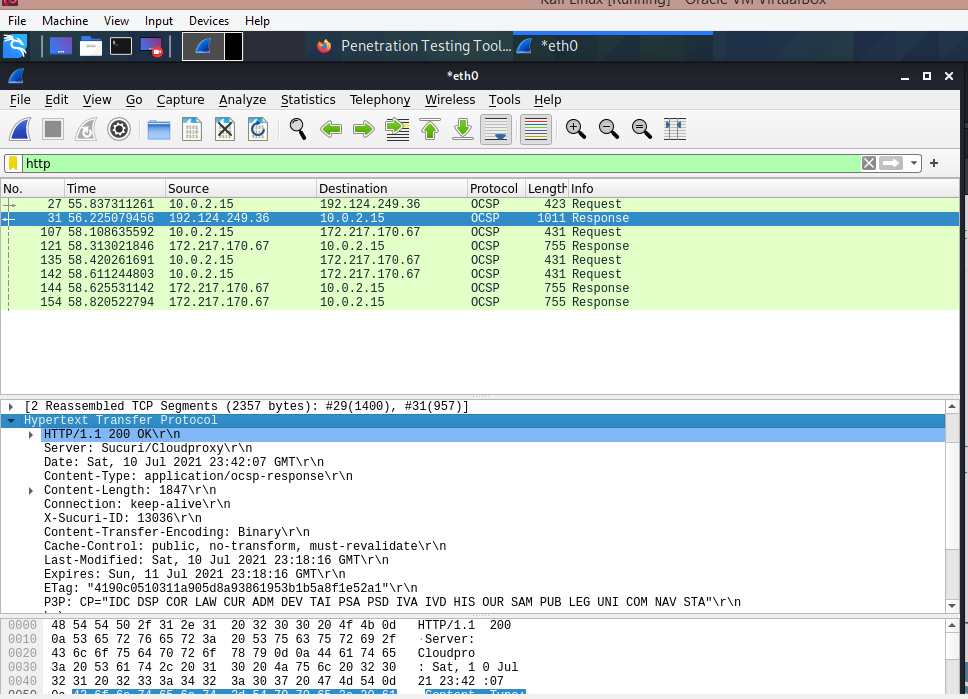 Kali Linux [Running] - Oracle VM VirtualBox
File Machine View Input Devices Help
Penetration Testing Tool... *eth0
*eth0
File Edit View Go Capture Analyze Statistics Telephony Wireless Tools Help
http
No. Time Source Destination Protocol Length Info
27 55.837311261 10.0.2.15 192.124.249.36 OCSP 423 Request
31 56.225079456 192.124.249.36 10.0.2.15 OCSP 1011 Response
107 58.108635592 10.0.2.15 172.217.170.67 OCSP 431 Request
121 58.313021846 172.217.170.67 10.0.2.15 OCSP 755 Response
135 58.420261691 10.0.2.15 172.217.170.67 OCSP 431 Request
142 58.611244803 10.0.2.15 172.217.170.67 OCSP 431 Request
144 58.625531142 172.217.170.67 10.0.2.15 OCSP 755 Response
154 58.820522794 172.217.170.67 10.0.2.15 OCSP 755 Response
[2 Reassembled TCP Segments (2357 bytes): #29(1400), #31(957)]
Hypertext Transfer Protocol
HTTP/1.1 200 OK\r\n
Server: Sucuri/Cloudproxy\r\n
Date: Sat, 10 Jul 2021 23:42:07 GMT\r\n
Content-Type: application/ocsp-response\r\n
Content-Length: 1847\r\n
Connection: keep-alive\r\n
X-Sucuri-ID: 13036\r\n
Content-Transfer-Encoding: Binary\r\n
Cache-Control: public, no-transform, must-revalidate\r\n
Last-Modified: Sat, 10 Jul 2021 23:18:16 GMT\r\n
Expires: Sun, 11 Jul 2021 23:18:16 GMT\r\n
ETag: "4190c0510311a905d8a93861953b1b5a8f1e52a1"\r\n
P3P: CP="IDC DSP COR LAW CUR ADM DEV TAI PSA PSD IVA IVD HIS OUR SAM PUB LEG UNI COM NAV STA"\r\n
0000 48 54 54 50 2f 31 2e 31 20 32 30 30 20 4f 4b 0d HTTP/1.1 200
0010 0a 53 65 72 76 65 72 3a 20 53 75 63 75 72 69 2f ·Server:
0020 43 6c 6f 75 64 70 72 6f 78 79 0d 0a 44 61 74 65 Cloudpro
0030 3a 20 53 61 74 2c 20 31 30 20 4a 75 6c 20 32 30 : Sat, 1 0 Jul
0040 32 31 20 32 33 3a 34 32 3a 30 37 20 47 4d 54 0d 21 23:42 :07
0050 0a 43 6f 6e 74 65 6e 74 2d 54 79 70 65 3a 20 61 ·Content -Type: